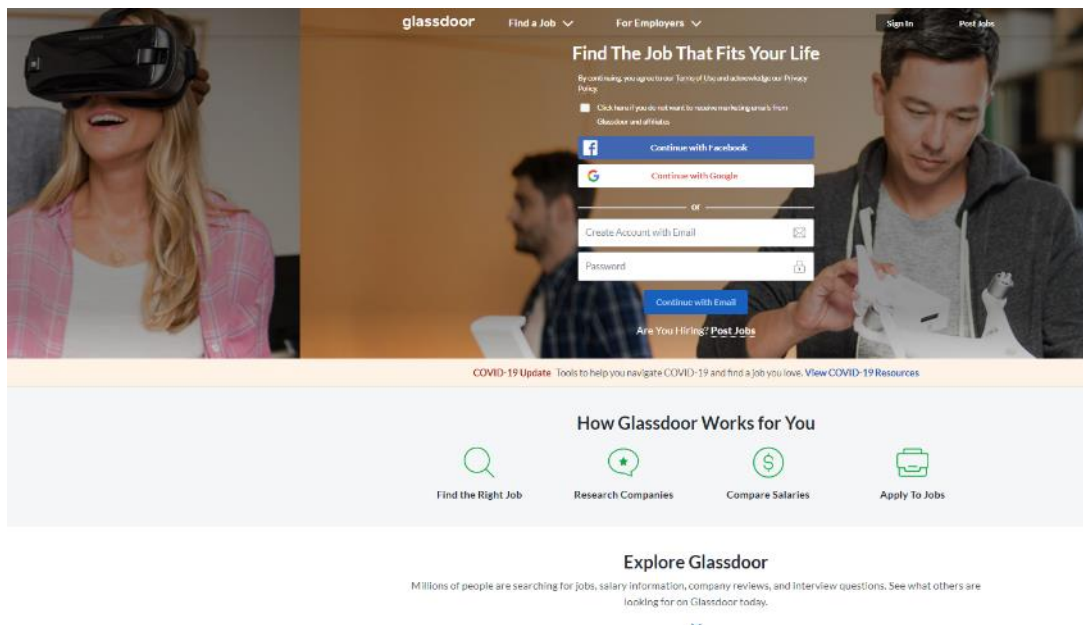 glassdoor Find a Job For Employers Sign In Post Jobs
Find The Job That Fits Your Life
By continuing, you agree to our Terms of Use and acknowledge our Privacy
Policy.
Click here if you do not want to receive marketing emails from
Glassdoor and affiliates
Continue with Facebook
Continue with Google
or
Create Account with Email
Password
Continue with Email
Are You Hiring? Post Jobs
COVID-19 Update Tools to help you navigate COVID-19 and find a job you love. View COVID-19 Resources
How Glassdoor Works for You
Find the Right Job Research Companies Compare Salaries Apply To Jobs
Explore Glassdoor
Millions of people are searching for jobs, salary information, company reviews, and interview questions. See what others are
looking for on Glassdoor today.